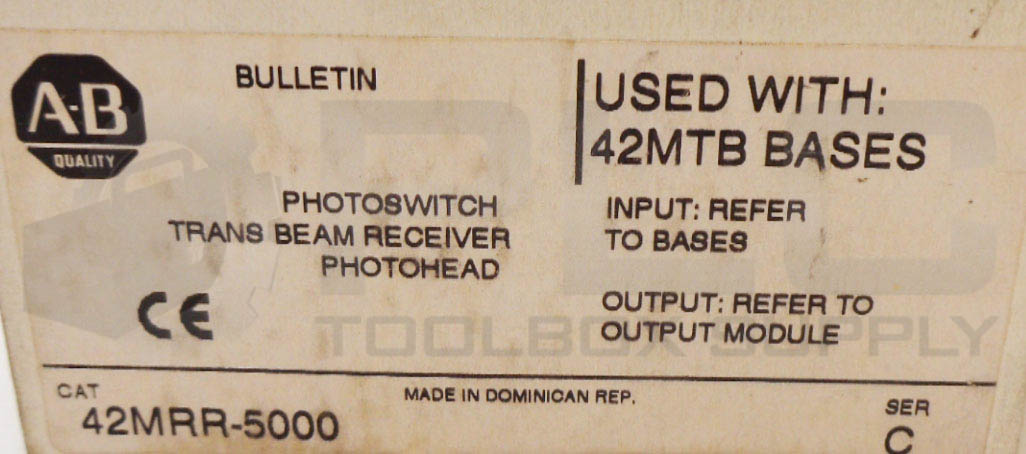 A-B
QUALITY
BULLETIN
PHOTOSWITCH
TRANS BEAM RECEIVER
PHOTOHEAD
CE
USED WITH:
42MTB BASES
INPUT: REFER
TO BASES
OUTPUT: REFER TO
OUTPUT MODULE
PLC
TOOLBOX SUPPLY
CAT
42MRR-5000
MADE IN DOMINICAN REP.
SER
C